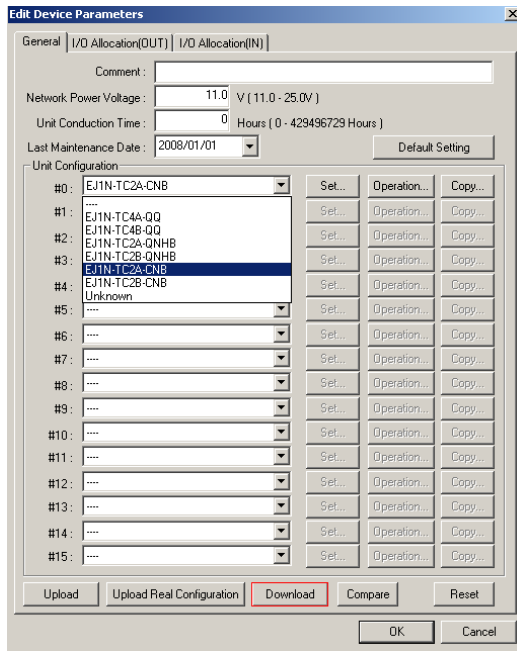 Edit Device Parameters
General I/O Allocation(OUT) I/O Allocation(IN)
Comment :
Network Power Voltage : 11.0 V ( 11.0 - 25.0V )
Unit Conduction Time : 0 Hours ( 0 - 429496729 Hours )
Last Maintenance Date : 2008/01/01 Default Setting
Unit Configuration
#0 : EJ1N-TC2A-CNB Set... Operation... Copy...
----
#1 : Set... Operation... Copy...
EJ1N-TC4A-QQ
EJ1N-TC4B-QQ
#2 : Set... Operation... Copy...
EJ1N-TC2A-QNHB
EJ1N-TC2B-QNHB
#3 : Set... Operation... Copy...
EJ1N-TC2A-CNB
EJ1N-TC2B-CNB
#4 : Set... Operation... Copy...
Unknown
#5 : ---- Set... Operation... Copy...
#6 : ---- Set... Operation... Copy...
#7 : ---- Set... Operation... Copy...
#8 : ---- Set... Operation... Copy...
#9 : ---- Set... Operation... Copy...
#10 : ---- Set... Operation... Copy...
#11 : ---- Set... Operation... Copy...
#12 : ---- Set... Operation... Copy...
#13 : ---- Set... Operation... Copy...
#14 : ---- Set... Operation... Copy...
#15 : ---- Set... Operation... Copy...
Upload Upload Real Configuration Download Compare Reset
OK Cancel